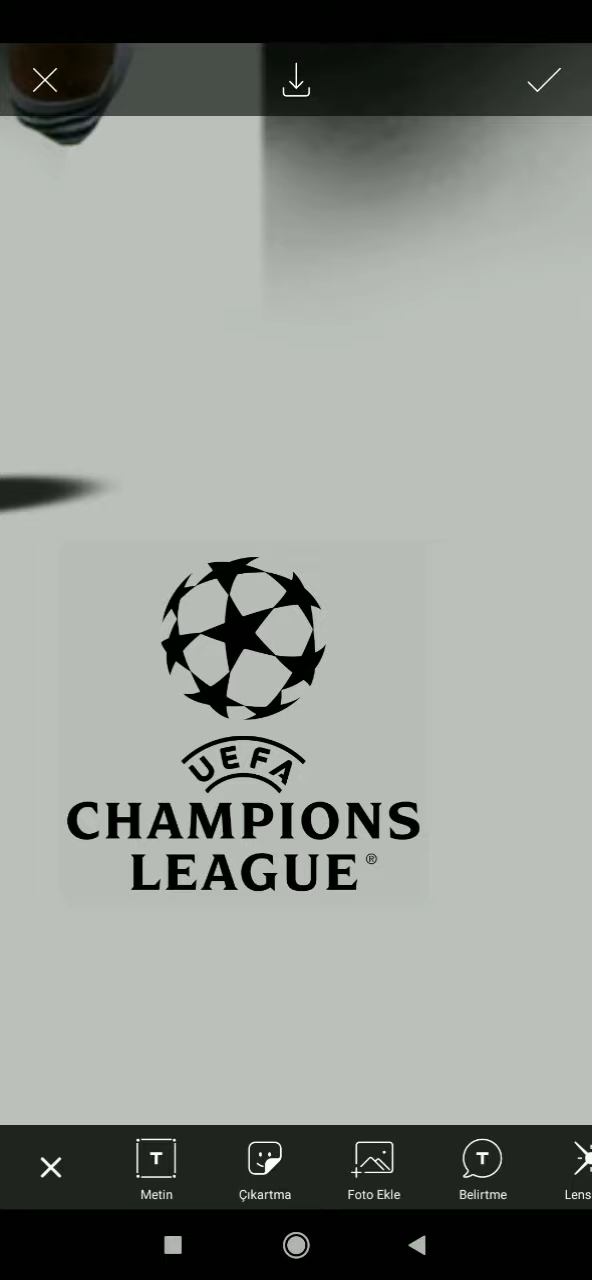 UEFA
CHAMPIONS
LEAGUE®
Metin
Çıkartma
Foto Ekle
Belirtme
Lens